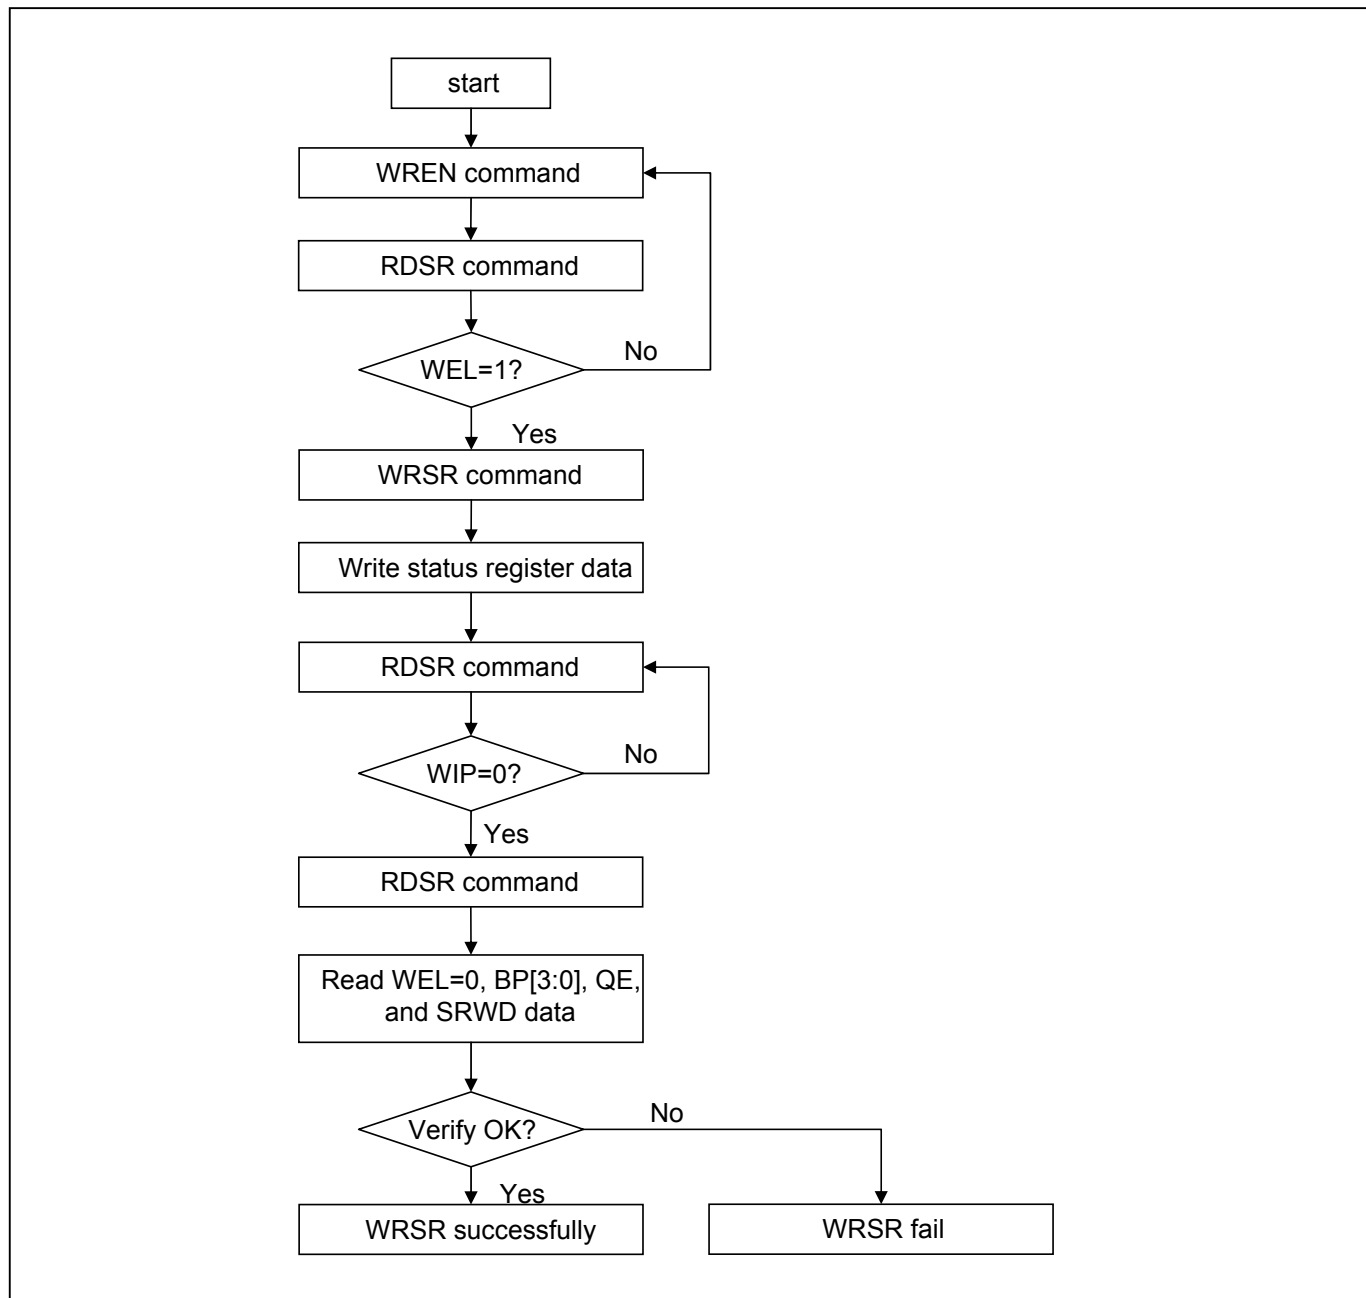 start
WREN command
RDSR command
WEL=1?
No
Yes
WRSR command
Write status register data
RDSR command
WIP=0?
No
Yes
RDSR command
Read WEL=0, BP[3:0], QE,
and SRWD data
Verify OK?
No
Yes
WRSR successfully
WRSR fail